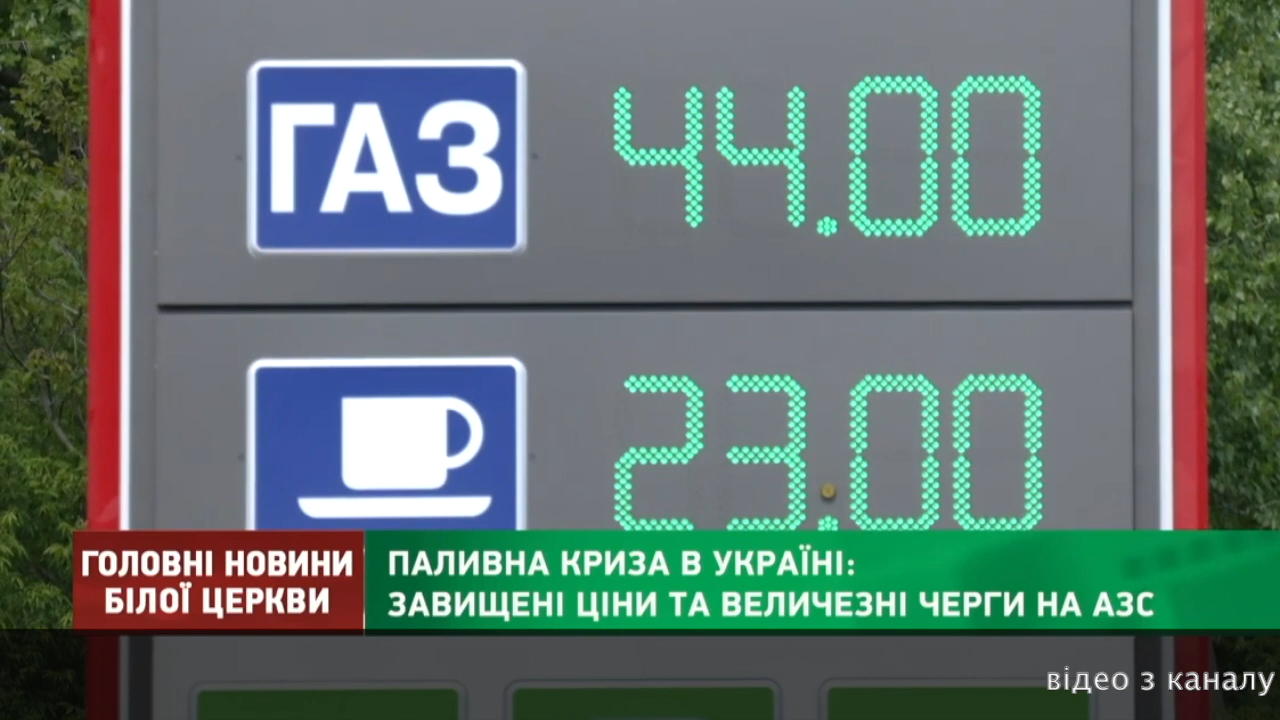 ГАЗ 44.00
23.00
ГОЛОВНІ НОВИНИ
БІЛОЇ ЦЕРКВИ
ПАЛИВНА КРИЗА В УКРАЇНІ:
ЗАВИЩЕНІ ЦІНИ ТА ВЕЛИЧЕЗНІ ЧЕРГИ НА АЗС
відео з каналу